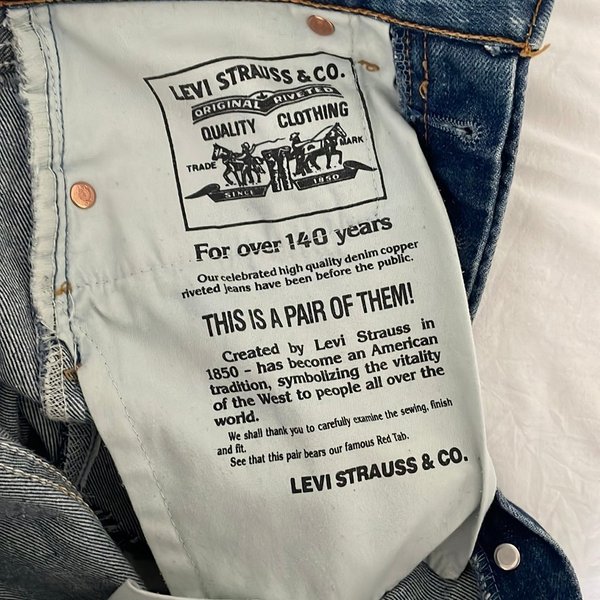 LEVI STRAUSS & CO.
ORIGINAL RIVETED
QUALITY CLOTHING
TRADE MARK
SINCE 1850
For over 140 years
Our celebrated high quality denim copper
riveted jeans have been before the public.
THIS IS A PAIR OF THEM!
Created by Levi Strauss in
1850 - has become an American
tradition, symbolizing the vitality
of the West to people all over the
world.
We shall thank you to carefully examine the sewing, finish
and fit.
See that this pair bears our famous Red Tab.
LEVI STRAUSS & CO.